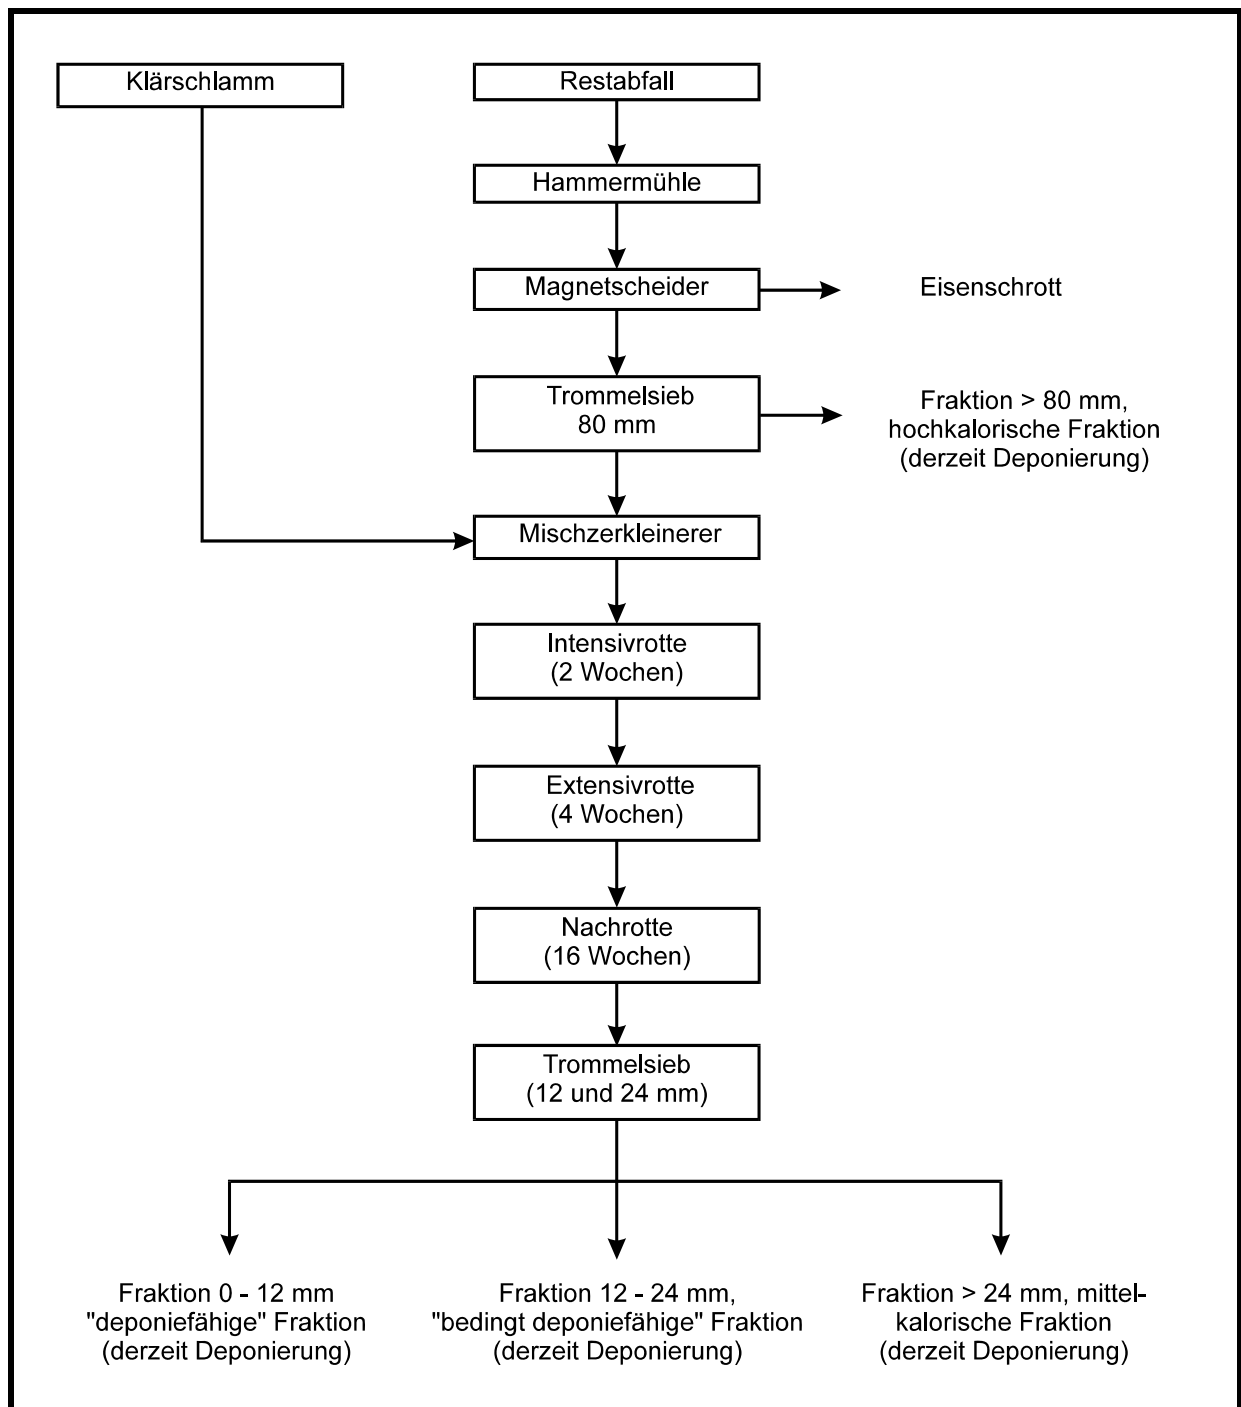 Klärschlamm
Restabfall
Hammermühle
Magnetscheider
Eisenschrott
Trommelsieb
80 mm
Fraktion > 80 mm,
hochkalorische Fraktion
(derzeit Deponierung)
Mischzerkleinerer
Intensivrotte
(2 Wochen)
Extensivrotte
(4 Wochen)
Nachrotte
(16 Wochen)
Trommelsieb
(12 und 24 mm)
Fraktion 0 - 12 mm
"deponiefähige" Fraktion
(derzeit Deponierung)
Fraktion 12 - 24 mm,
"bedingt deponiefähige" Fraktion
(derzeit Deponierung)
Fraktion > 24 mm, mittel-
kalorische Fraktion
(derzeit Deponierung)